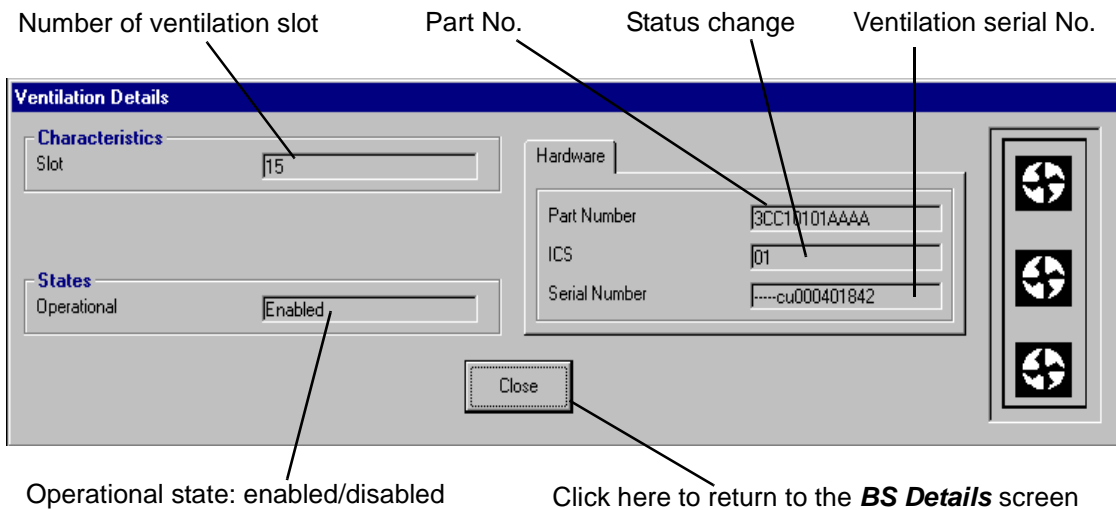 Number of ventilation slot
Part No.
Status change
Ventilation serial No.
Ventilation Details
Characteristics
Slot
15
Hardware
Part Number
3CC10101AAAA
ICS
01
Serial Number
----cu000401842
States
Operational
Enabled
Close
Operational state: enabled/disabled
Click here to return to the BS Details screen